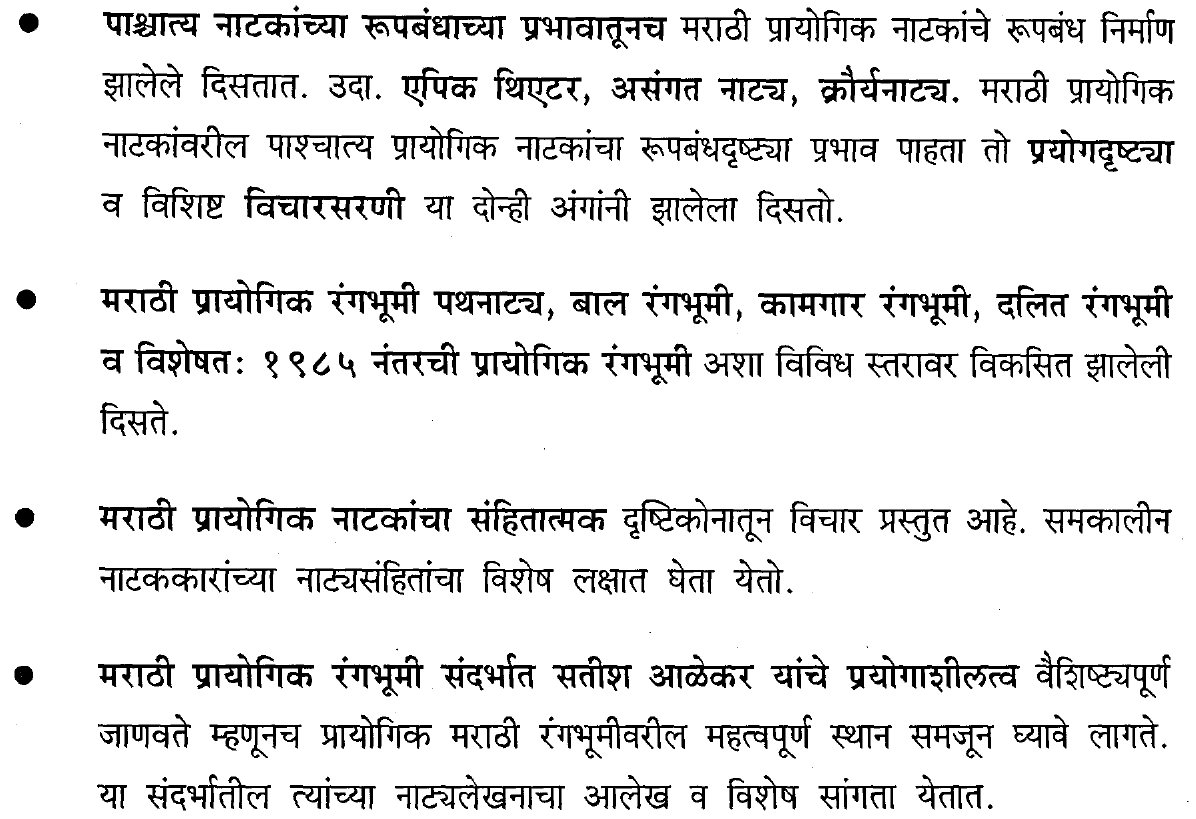 ● पाश्चात्य नाटकांच्या रूपबंधाच्या प्रभावातूनच मराठी प्रायोगिक नाटकांचे रूपबंध निर्माण
झालेले दिसतात. उदा. एपिक थिएटर, असंगत नाट्य, क्रौर्यनाट्य. मराठी प्रायोगिक
नाटकांवरील पाश्चात्य प्रायोगिक नाटकांचा रूपबंधदृष्ट्या प्रभाव पाहता तो प्रयोगदृष्ट्या
व विशिष्ट विचारसरणी या दोन्ही अंगांनी झालेला दिसतो.
● मराठी प्रायोगिक रंगभूमी पथनाट्य, बाल रंगभूमी, कामगार रंगभूमी, दलित रंगभूमी
व विशेषतः १९८५ नंतरची प्रायोगिक रंगभूमी अशा विविध स्तरावर विकसित झालेली
दिसते.
● मराठी प्रायोगिक नाटकांचा संहितात्मक दृष्टिकोनातून विचार प्रस्तुत आहे. समकालीन
नाटककारांच्या नाट्यसंहितांचा विशेष लक्षात घेता येतो.
● मराठी प्रायोगिक रंगभूमी संदर्भात सतीश आळेकर यांचे प्रयोगाशीलत्व वैशिष्ट्यपूर्ण
जाणवते म्हणूनच प्रायोगिक मराठी रंगभूमीवरील महत्वपूर्ण स्थान समजून घ्यावे लागते.
या संदर्भातील त्यांच्या नाट्यलेखनाचा आलेख व विशेष सांगता येतात.